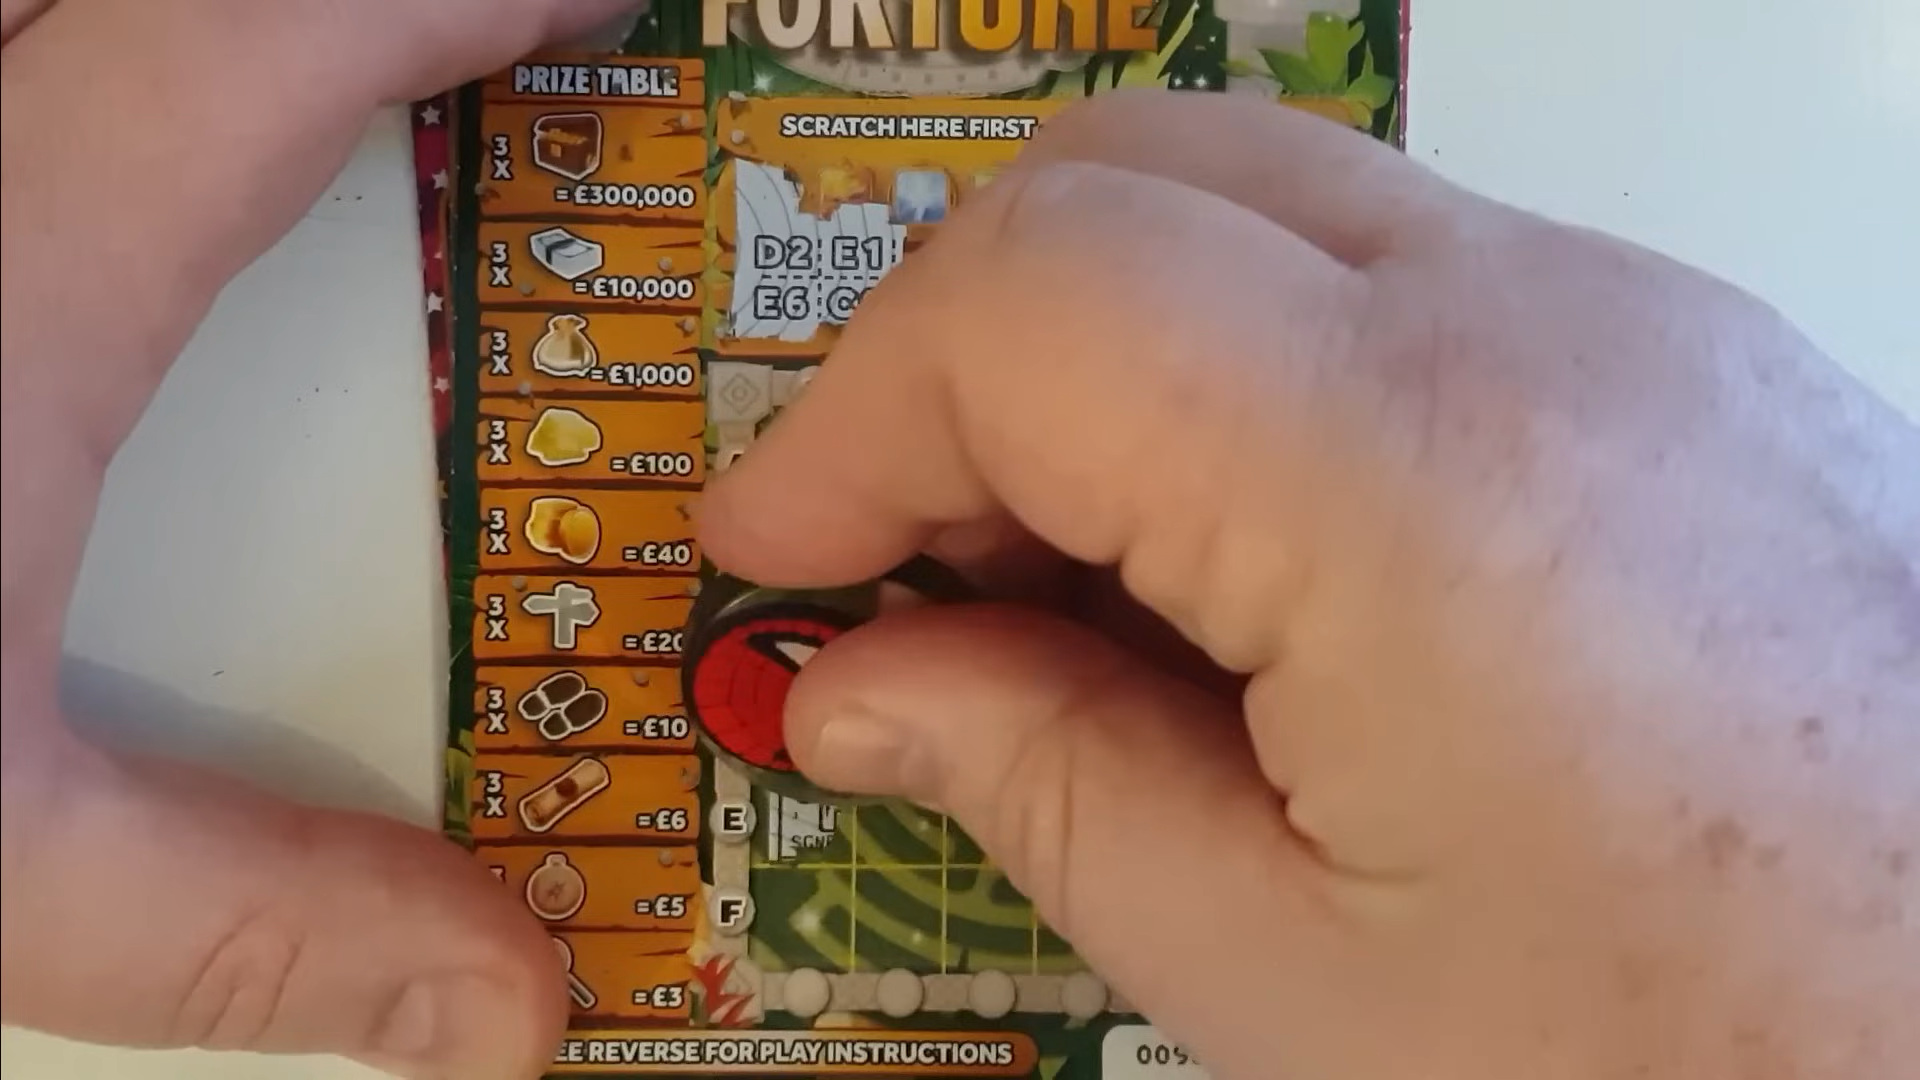 FORTUNE
PRIZE TABLE
3X = £300,000
3X = £10,000
3X = £1,000
3X = £100
3X = £40
3X = £20
3X = £10
3X = £6
= £5
= £3
SCRATCH HERE FIRST
D2 E1
E6
E
F
REVERSE FOR PLAY INSTRUCTIONS